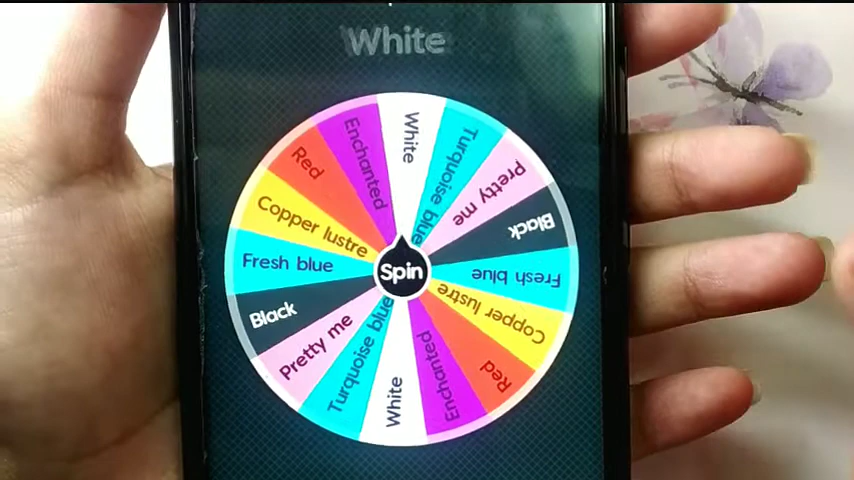 White
White
Turquoise blue
Pretty me
Black
Fresh blue
Copper lustre
Red
Enchanted
White
Turquoise blue
Pretty me
Black
Fresh blue
Copper lustre
Red
Enchanted
Spin